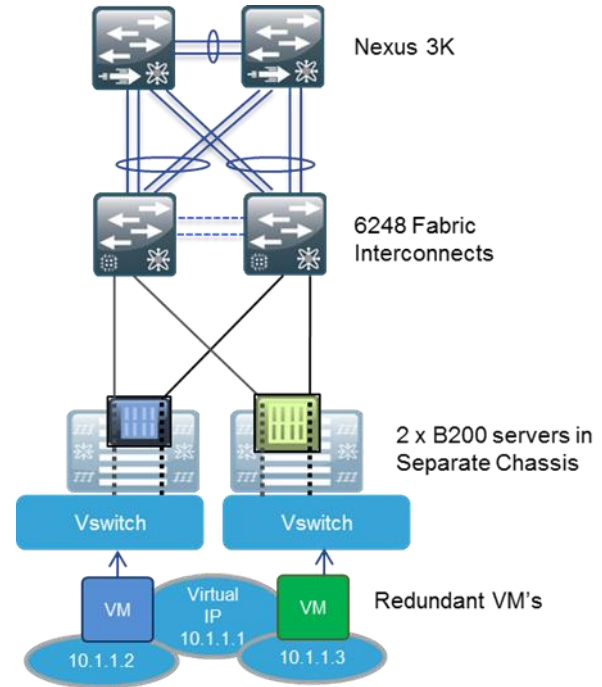 Nexus 3K
6248 Fabric
Interconnects
2 x B200 servers in
Separate Chassis
Vswitch
Vswitch
VM
Virtual
IP
10.1.1.1
VM
Redundant VM's
10.1.1.2
10.1.1.3